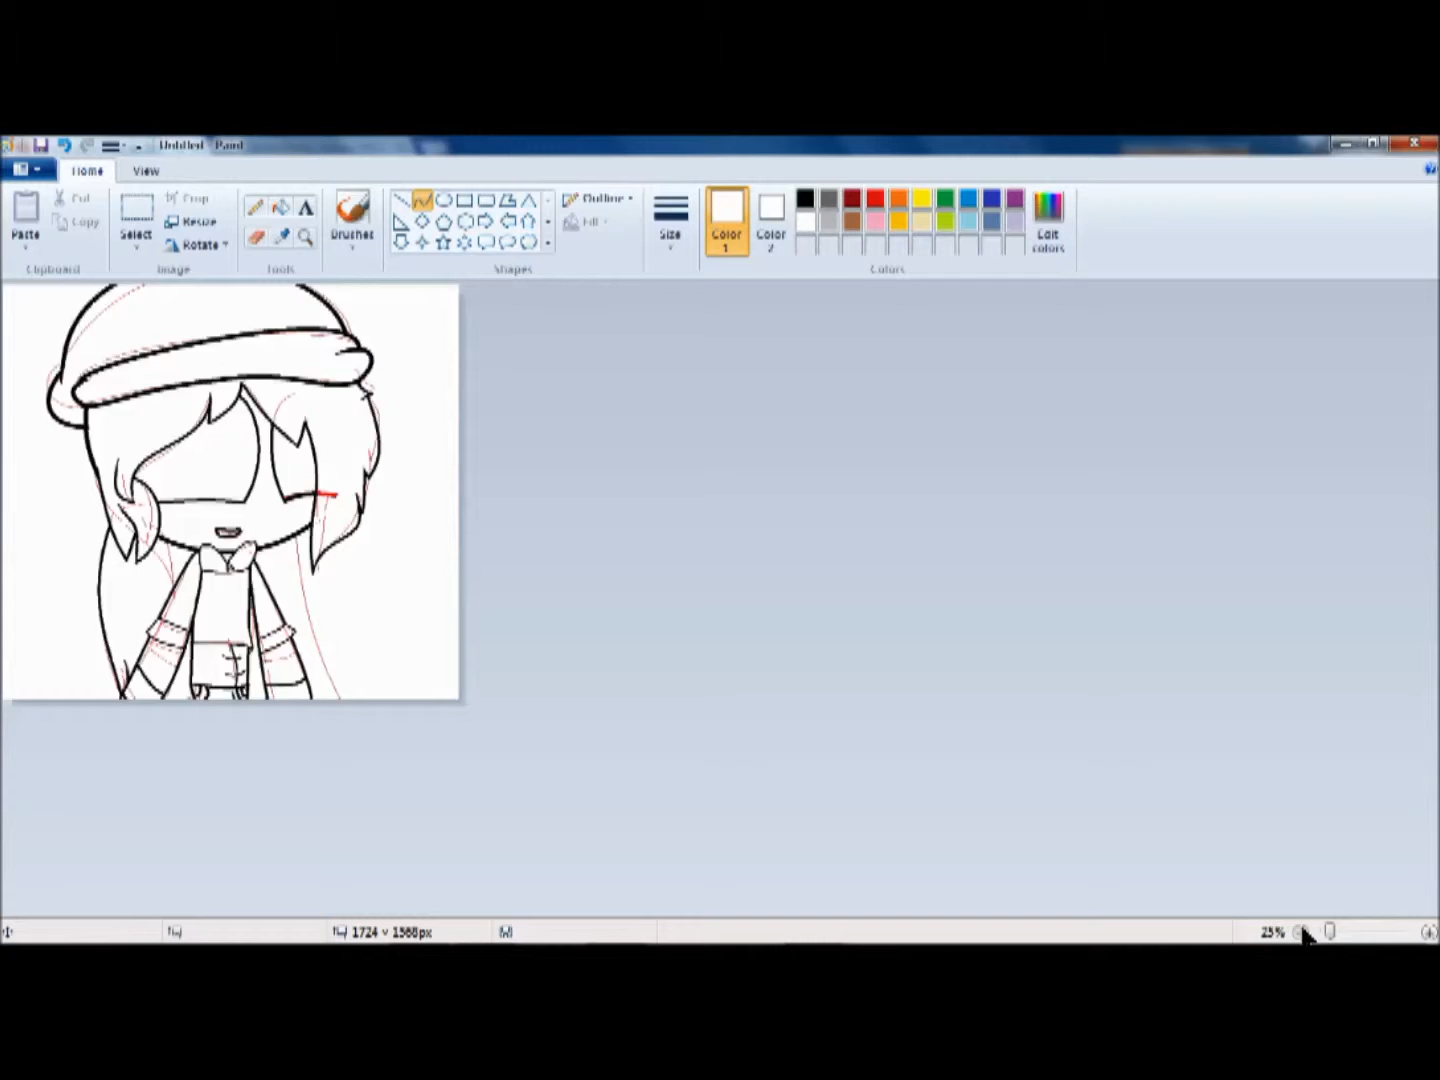 Untitled - Paint
Home View
Cut
Copy
Paste
Clipboard
Crop
Resize
Rotate
Select
Image
A
Tools
Brushes
Outline
Fill
Shapes
Size
Color 1
Color 2
Edit colors
Colors
1724 × 1568px
25%